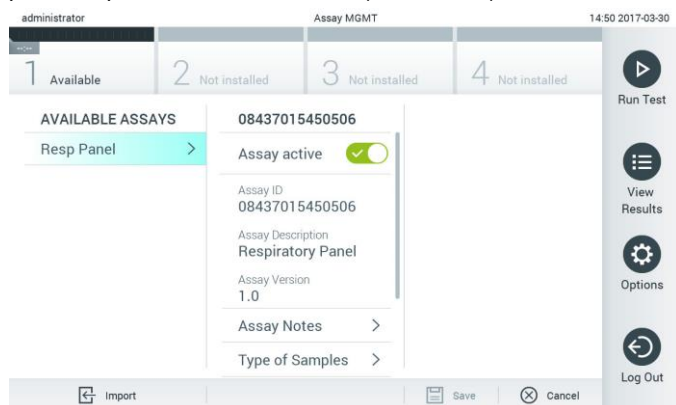 administrator Assay MGMT 14:50 2017-03-30
1 Available 2 Not installed 3 Not installed 4 Not installed
Run Test
AVAILABLE ASSAYS 08437015450506
Resp Panel Assay active
View
Results
Assay ID
08437015450506
Assay Description
Respiratory Panel
Options
Assay Version
1.0
Assay Notes
Type of Samples
Log Out
Import Save Cancel